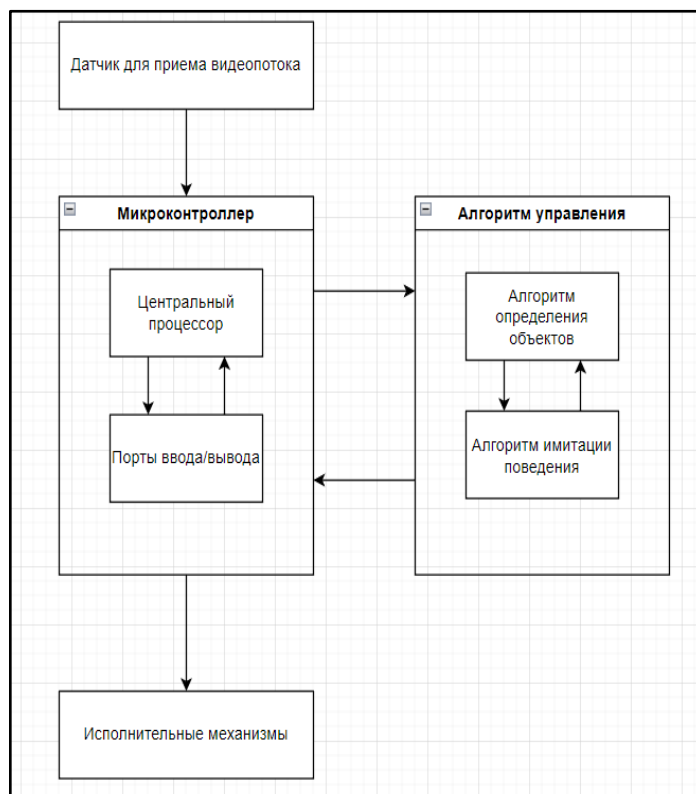 Датчик для приема видеопотока
Микроконтроллер
Алгоритм управления
Центральный
процессор
Алгоритм
определения
объектов
Порты ввода/вывода
Алгоритм имитации
поведения
Исполнительные механизмы